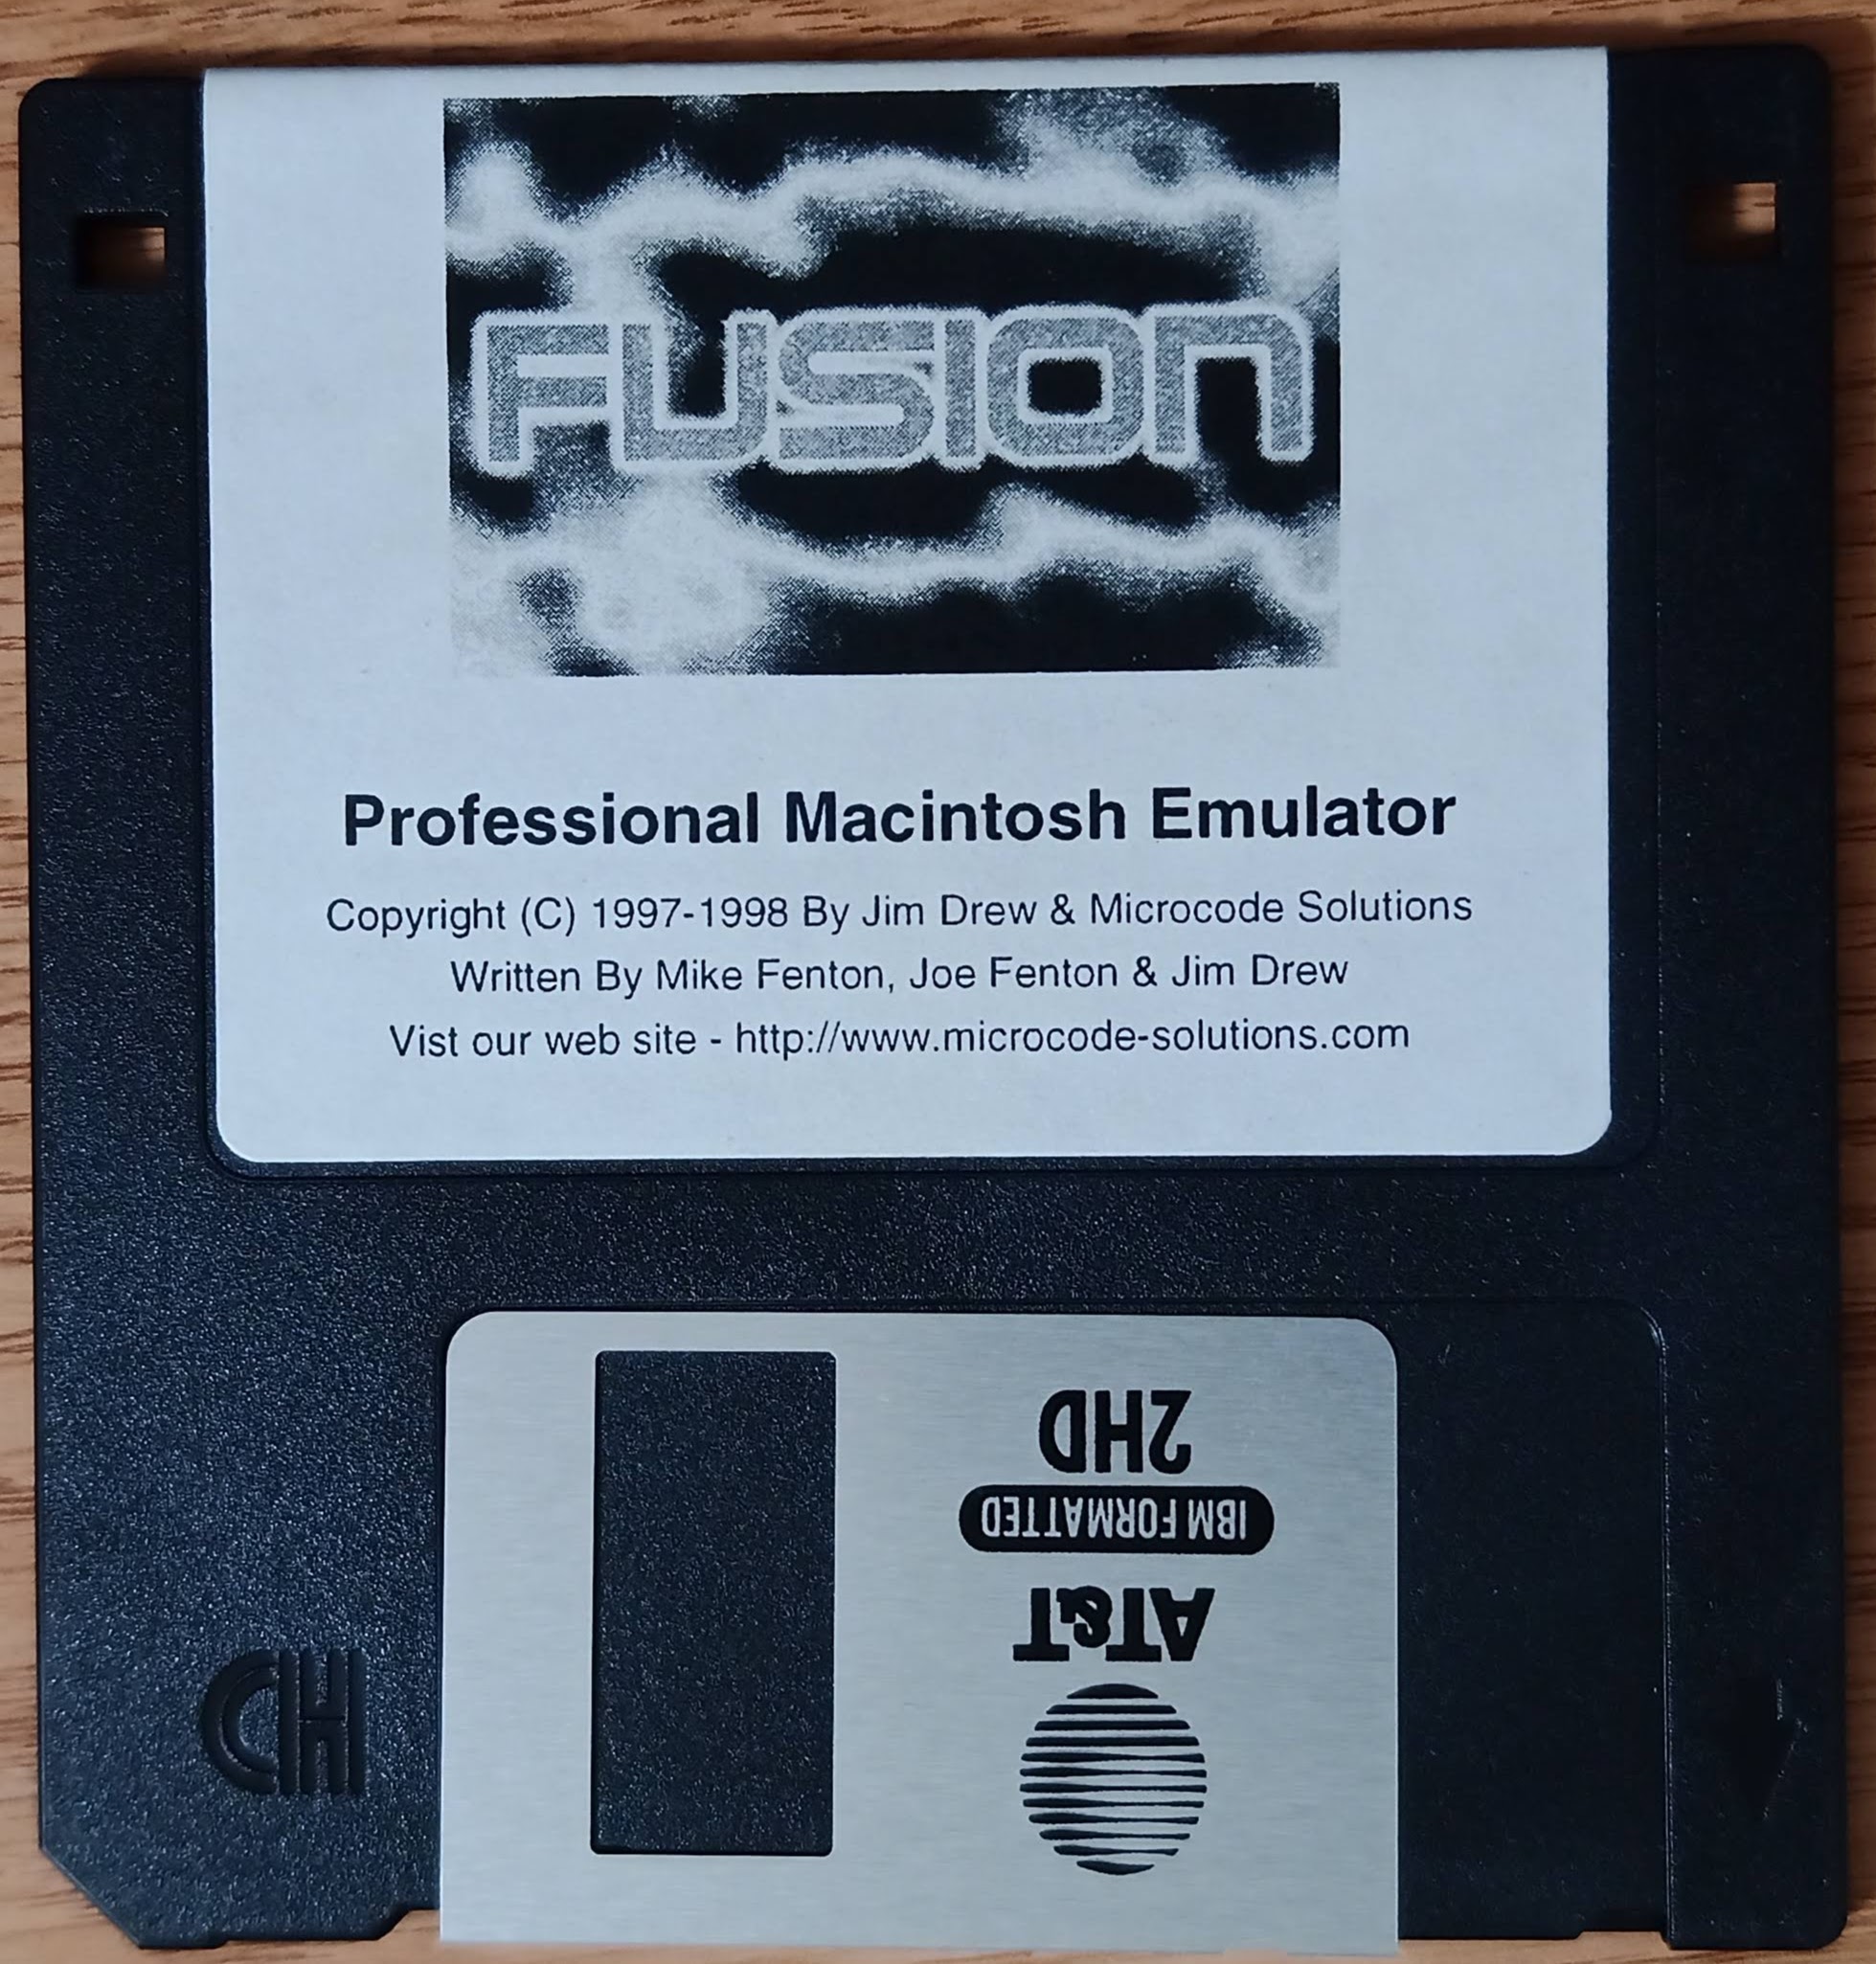 FUSION
Professional Macintosh Emulator
Copyright (C) 1997-1998 By Jim Drew & Microcode Solutions
Written By Mike Fenton, Joe Fenton & Jim Drew
Vist our web site - http://www.microcode-solutions.com
2HD
IBM FORMATTED
AT&T
HD